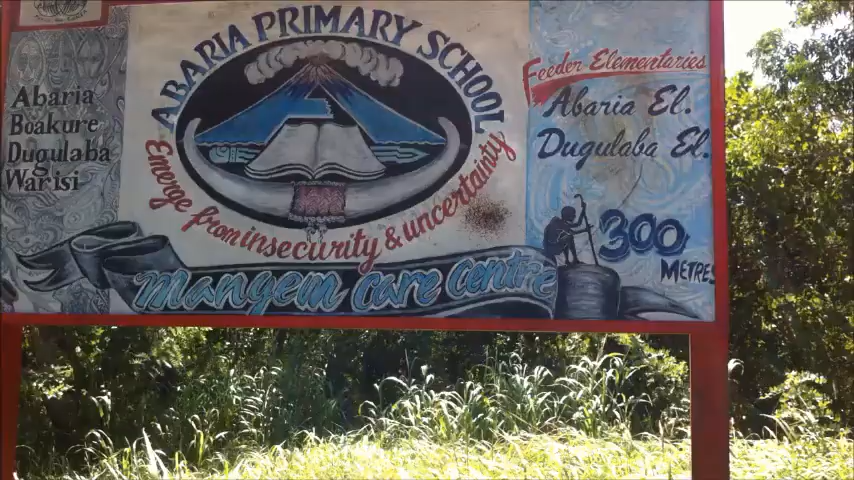 Abaria
Boakure
Dugulaba
Warisi
ABARIA PRIMARY SCHOOL
Emerge from insecurity & uncertainty
Mangem Care Centre
Feeder Elementaries
Abaria El.
Dugulaba El.
300
METRES